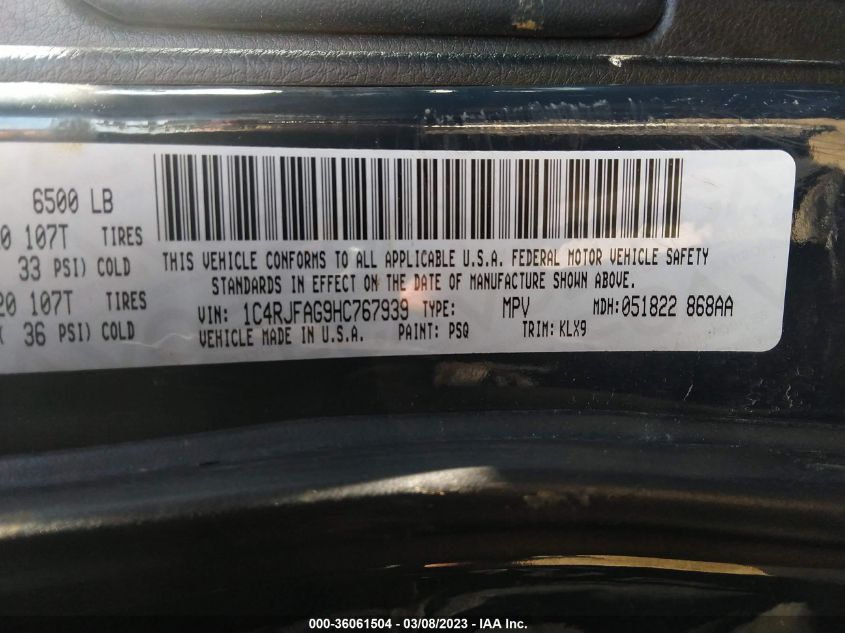 6500 LB
0 107T TIRES
33 PSI) COLD
20 107T TIRES
36 PSI) COLD
THIS VEHICLE CONFORMS TO ALL APPLICABLE U.S.A. FEDERAL MOTOR VEHICLE SAFETY
STANDARDS IN EFFECT ON THE DATE OF MANUFACTURE SHOWN ABOVE.
VIN: 1C4RJFAG9HC767939 TYPE: MPV MDH:051822 868AA
VEHICLE MADE IN U.S.A. PAINT: PSQ TRIM: KLX9
000-36061504 - 03/08/2023 - IAA Inc.